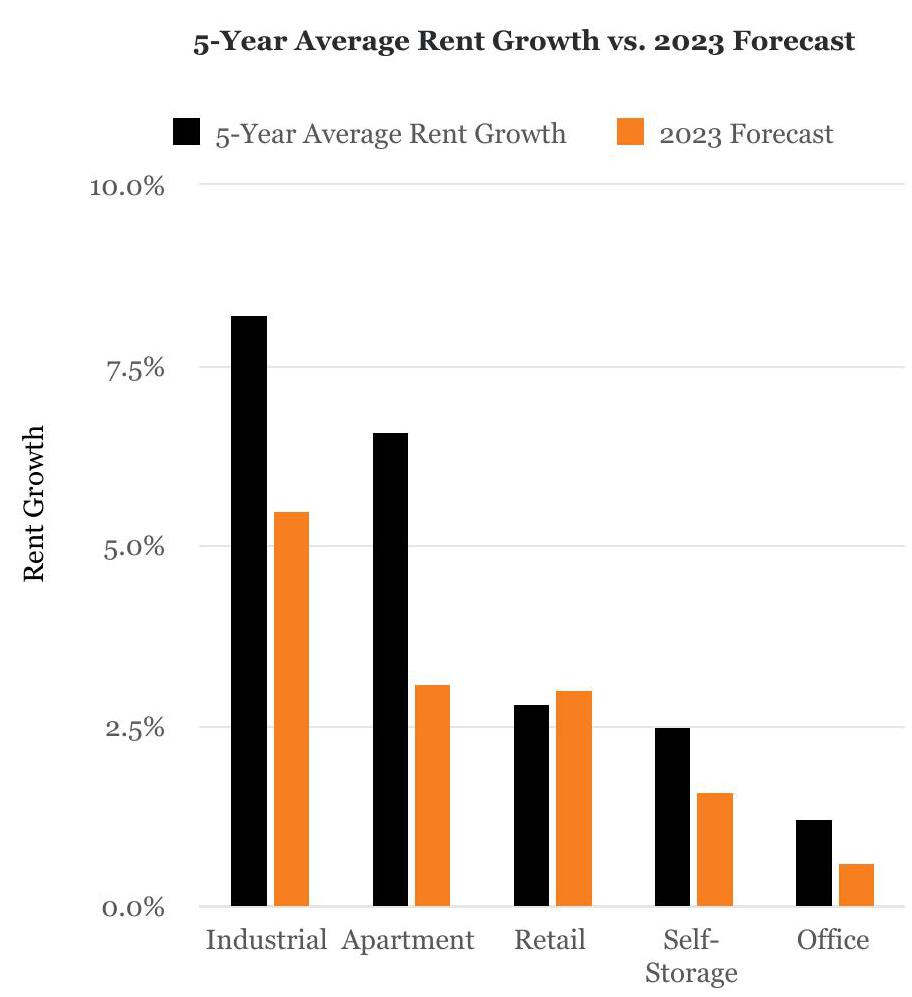 5-Year Average Rent Growth vs. 2023 Forecast
5-Year Average Rent Growth
2023 Forecast
10.0%
7.5%
5.0%
2.5%
0.0%
Rent Growth
Industrial
Apartment
Retail
Self-
Storage
Office